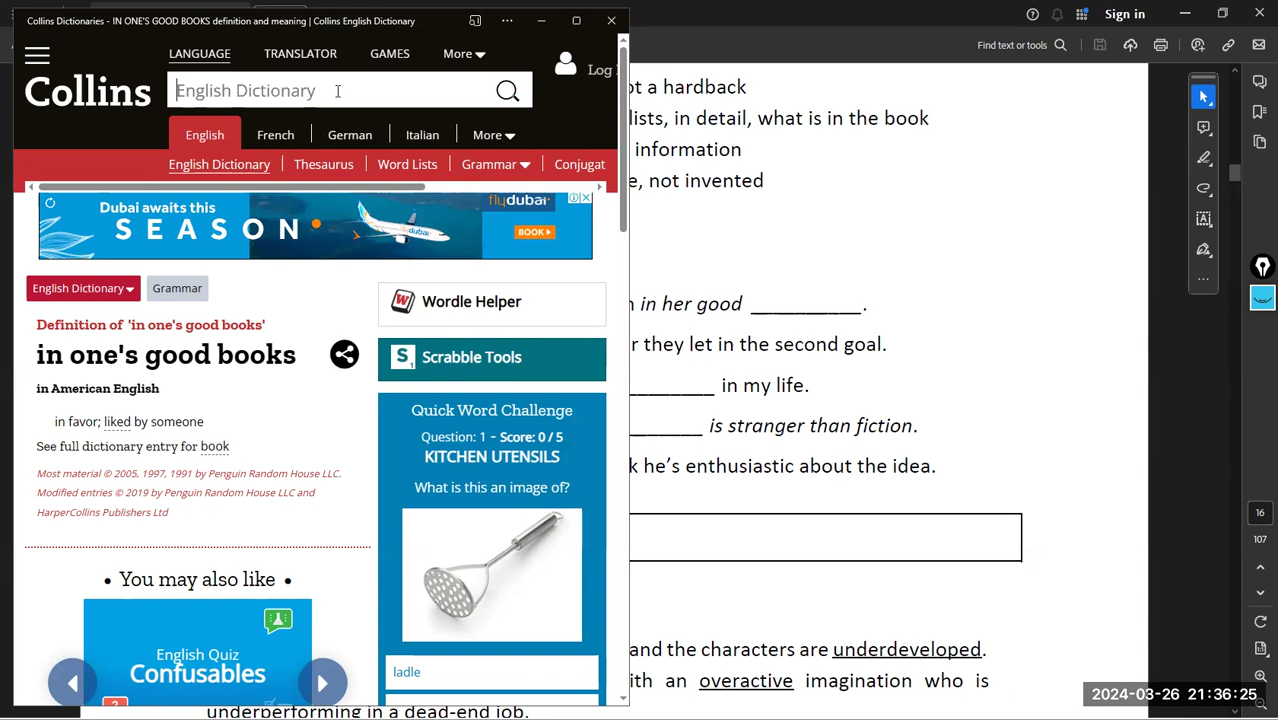 Collins Dictionaries - IN ONE'S GOOD BOOKS definition and meaning | Collins English Dictionary
Sign in
LANGUAGE TRANSLATOR GAMES More
Log
Find text or tools
Collins
English Dictionary
English French German Italian More
English Dictionary Thesaurus Word Lists Grammar Conjugat
Dubai awaits this
SEASON
flydubai
BOOK
English Dictionary Grammar
Definition of 'in one's good books'
in one's good books
in American English
in favor; liked by someone
See full dictionary entry for book
Most material © 2005, 1997, 1991 by Penguin Random House LLC.
Modified entries © 2019 by Penguin Random House LLC and
HarperCollins Publishers Ltd
• You may also like •
English Quiz
Confusables
Wordle Helper
Scrabble Tools
Quick Word Challenge
Question: 1 - Score: 0 / 5
KITCHEN UTENSILS
What is this an image of?
ladle
ot a hardback
lists, in detail, what is in the book
information
e, not invented
in her good __________.
r they let in the second goal.
________ in my life.
_______ is stranger than fiction.
k he's enthusiastic about the idea.
and the characters are underdeveloped.
ith an overactive imagination who is
underperforming in a dead-end job.
16
107
2024-03-26 21:36:25